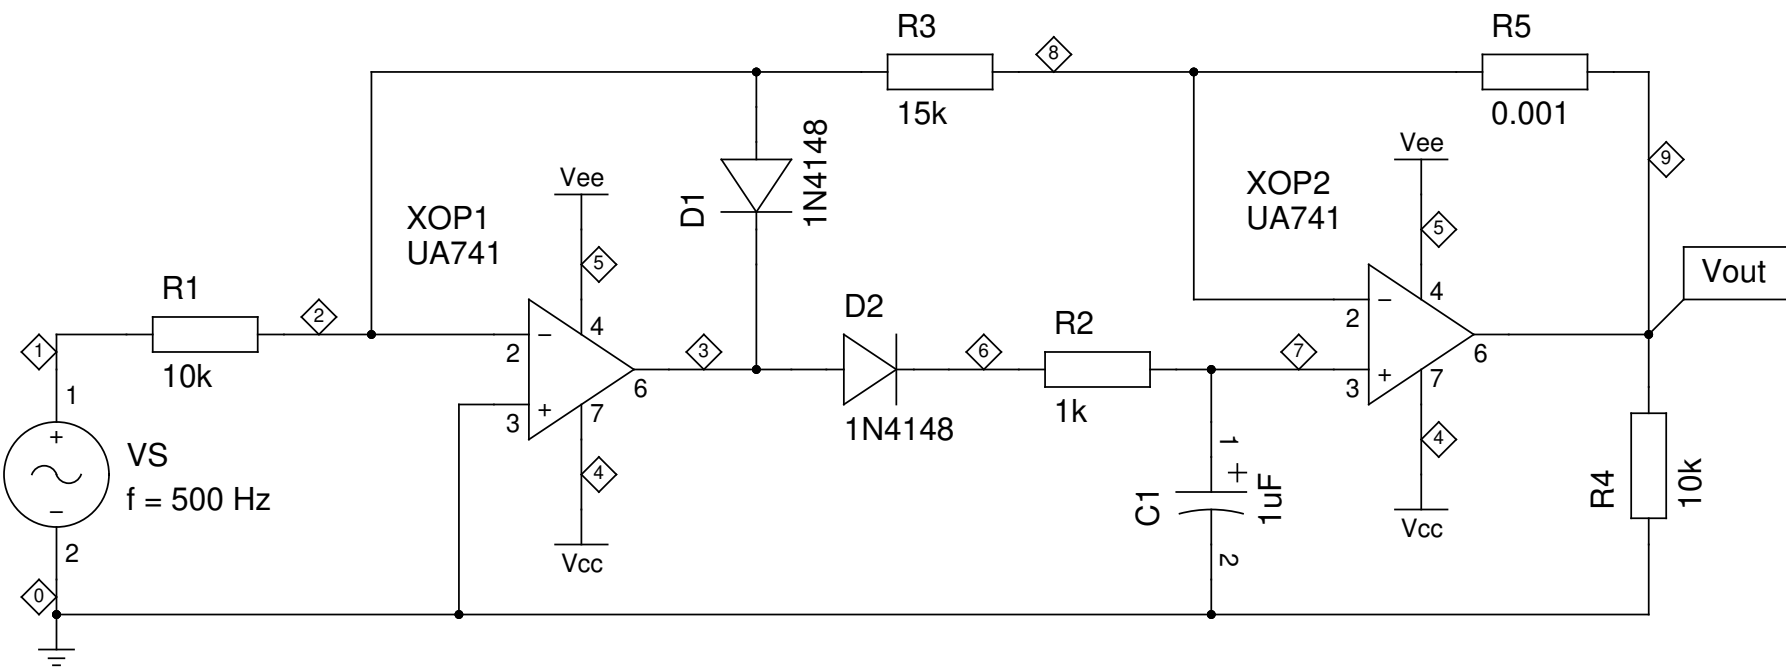 R3
8
R5
15k
0.001
Vee
9
1N4148
Vee
XOP2
UA741
D1
XOP1
UA741
5
5
Vout
R1
2
D2
R2
4
−
2
1
4
−
2
3
6
7
6
10k
6
1N4148
1k
3
+
7
1
3
+
7
+
VS
f = 500 Hz
−
4
1
+
C1
1uF
4
R4
10k
2
Vcc
2
Vcc
0